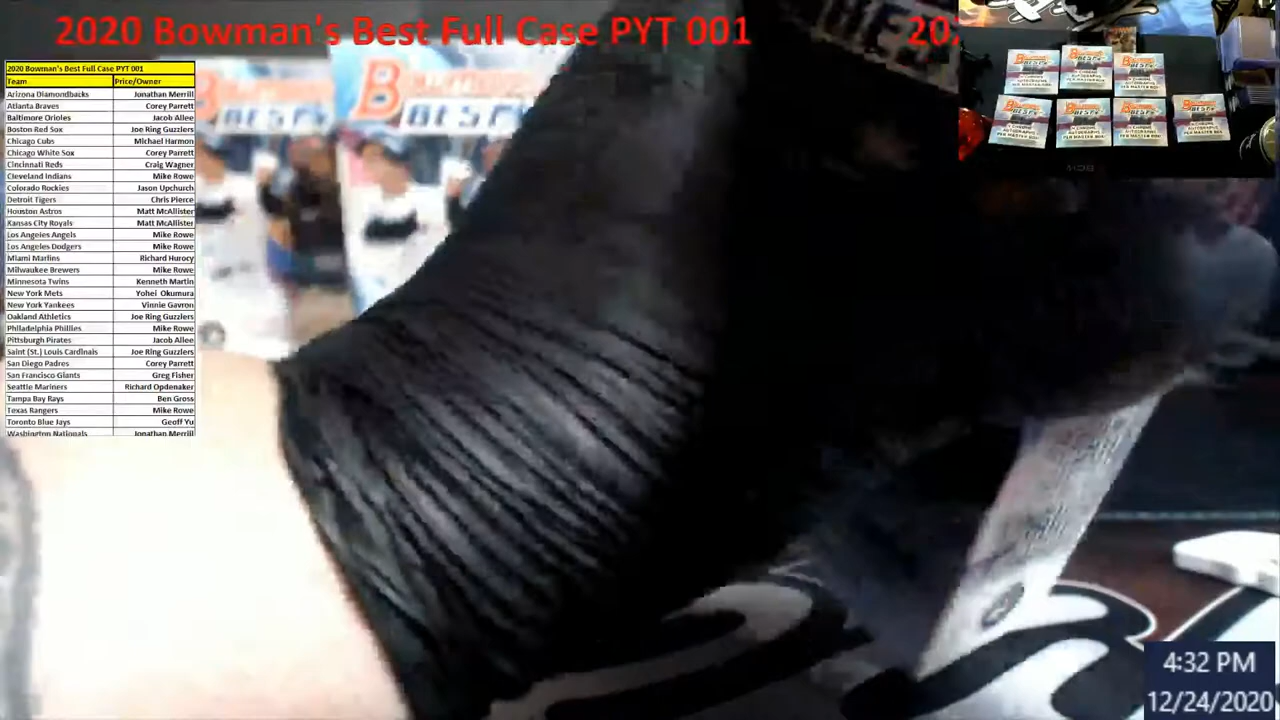 2020 Bowman's Best Full Case PYT 001
202
2020 Bowman's Best Full Case PYT 001
Team Price/Owner
Arizona Diamondbacks Jonathan Merrill
Atlanta Braves Corey Parrett
Baltimore Orioles Jacob Allee
Boston Red Sox Joe Ring Guzzlers
Chicago Cubs Michael Harmon
Chicago White Sox Corey Parrett
Cincinnati Reds Craig Wagner
Cleveland Indians Mike Rowe
Colorado Rockies Jason Upchurch
Detroit Tigers Chris Pierce
Houston Astros Matt McAllister
Kansas City Royals Matt McAllister
Los Angeles Angels Mike Rowe
Los Angeles Dodgers Mike Rowe
Miami Marlins Richard Hurocy
Milwaukee Brewers Mike Rowe
Minnesota Twins Kenneth Martin
New York Mets Yohei Okumura
New York Yankees Vinnie Gavron
Oakland Athletics Joe Ring Guzzlers
Philadelphia Phillies Mike Rowe
Pittsburgh Pirates Jacob Allee
Saint (St.) Louis Cardinals Joe Ring Guzzlers
San Diego Padres Corey Parrett
San Francisco Giants Greg Fisher
Seattle Mariners Richard Opdenaker
Tampa Bay Rays Ben Gross
Texas Rangers Mike Rowe
Toronto Blue Jays Geoff Yu
Washington Nationals Jonathan Merrill
4:32 PM
12/24/2020